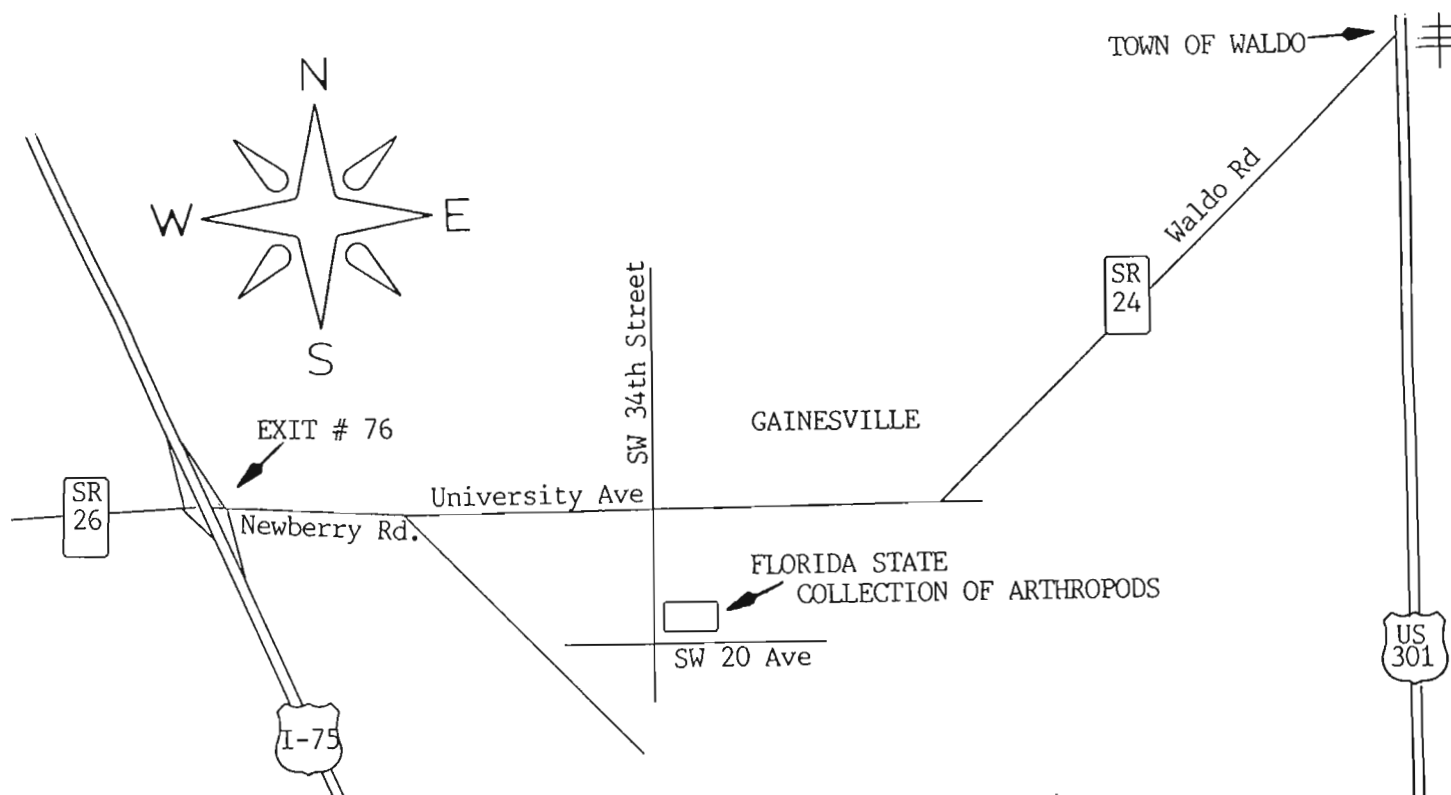 TOWN OF WALDO
N
W
E
S
Waldo Rd
SR
24
SW 34th Street
EXIT # 76
GAINESVILLE
SR
26
University Ave
Newberry Rd.
FLORIDA STATE
COLLECTION OF ARTHROPODS
SW 20 Ave
US
301
I-75